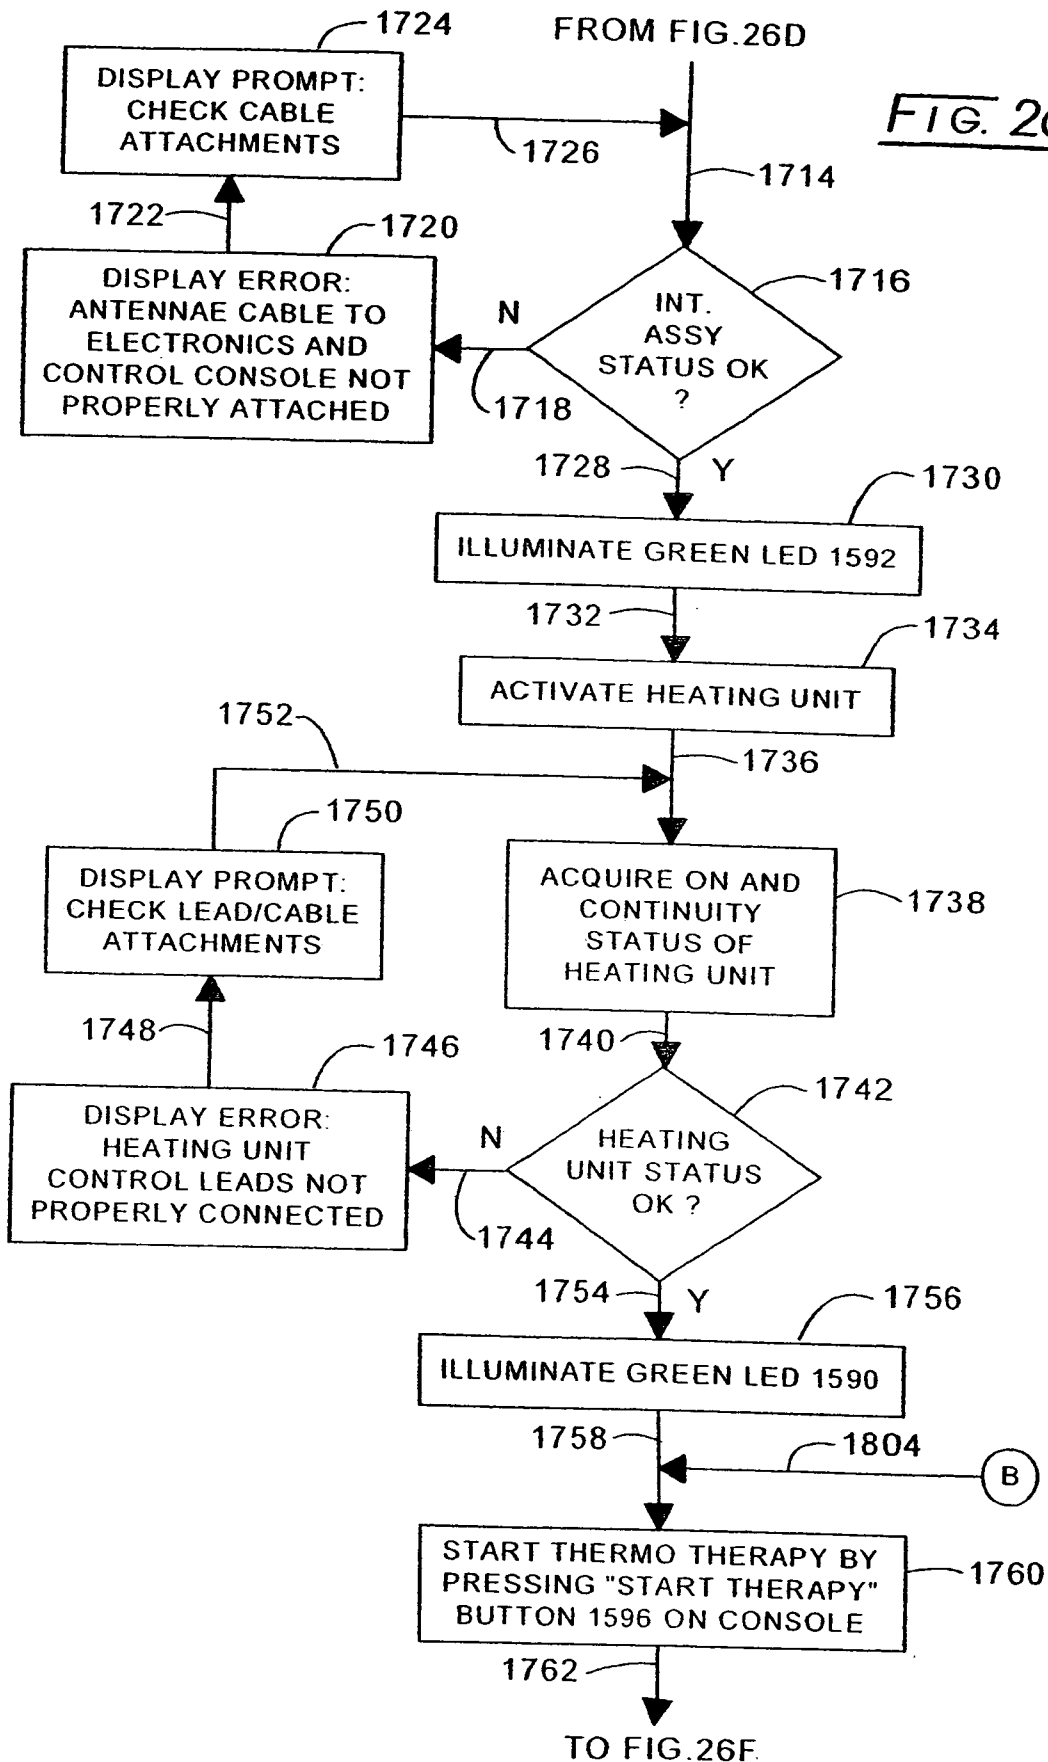 FROM FIG.26D
1724
DISPLAY PROMPT:
CHECK CABLE
ATTACHMENTS
1726
1714
1722
1720
DISPLAY ERROR:
ANTENNAE CABLE TO
ELECTRONICS AND
CONTROL CONSOLE NOT
PROPERLY ATTACHED
N
1718
INT.
ASSY
STATUS OK
?
1716
1728
Y
1730
ILLUMINATE GREEN LED 1592
1732
1734
ACTIVATE HEATING UNIT
1752
1736
1750
DISPLAY PROMPT:
CHECK LEAD/CABLE
ATTACHMENTS
ACQUIRE ON AND
CONTINUITY
STATUS OF
HEATING UNIT
1738
1748
1746
1740
DISPLAY ERROR:
HEATING UNIT
CONTROL LEADS NOT
PROPERLY CONNECTED
N
1744
HEATING
UNIT STATUS
OK ?
1742
1754
Y
1756
ILLUMINATE GREEN LED 1590
1758
1804
B
START THERMO THERAPY BY
PRESSING "START THERAPY"
BUTTON 1596 ON CONSOLE
1760
1762
TO FIG.26F
FIG. 2